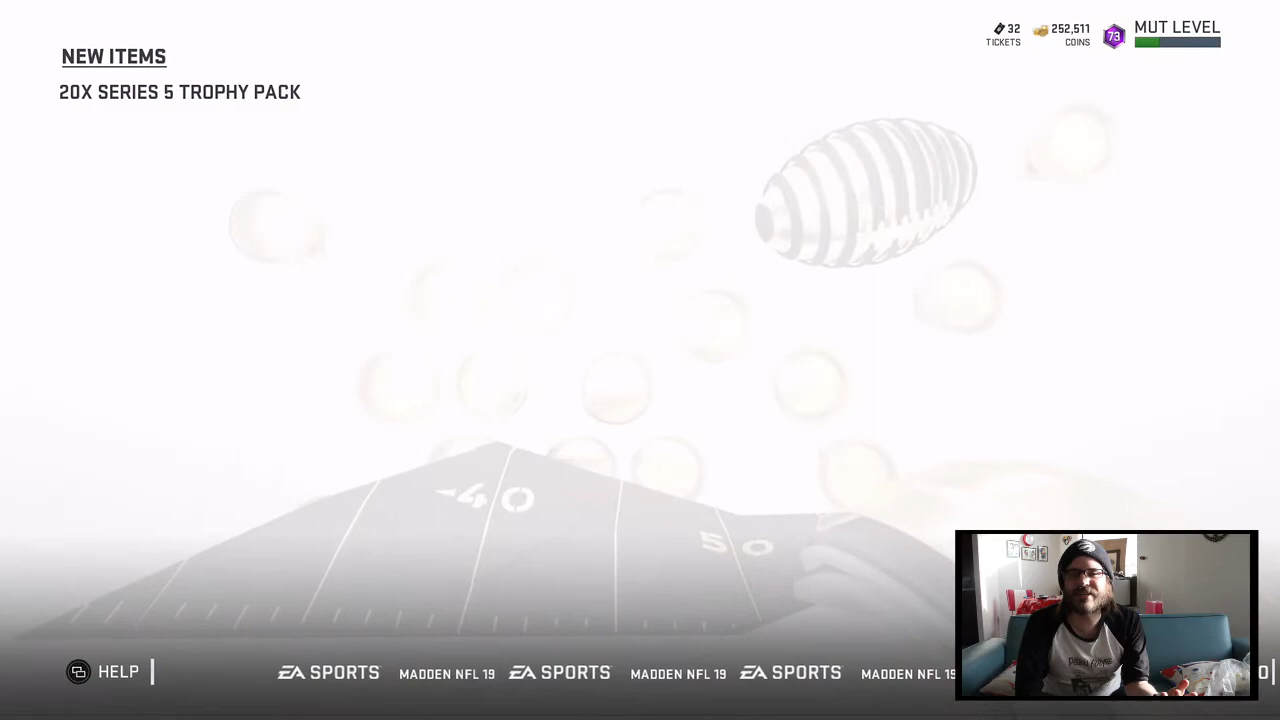 NEW ITEMS
20X SERIES 5 TROPHY PACK
32
TICKETS
252,511
COINS
73
MUT LEVEL
40
50
HELP
EA SPORTS MADDEN NFL 19 EA SPORTS MADDEN NFL 19 EA SPORTS MADDEN NFL 19